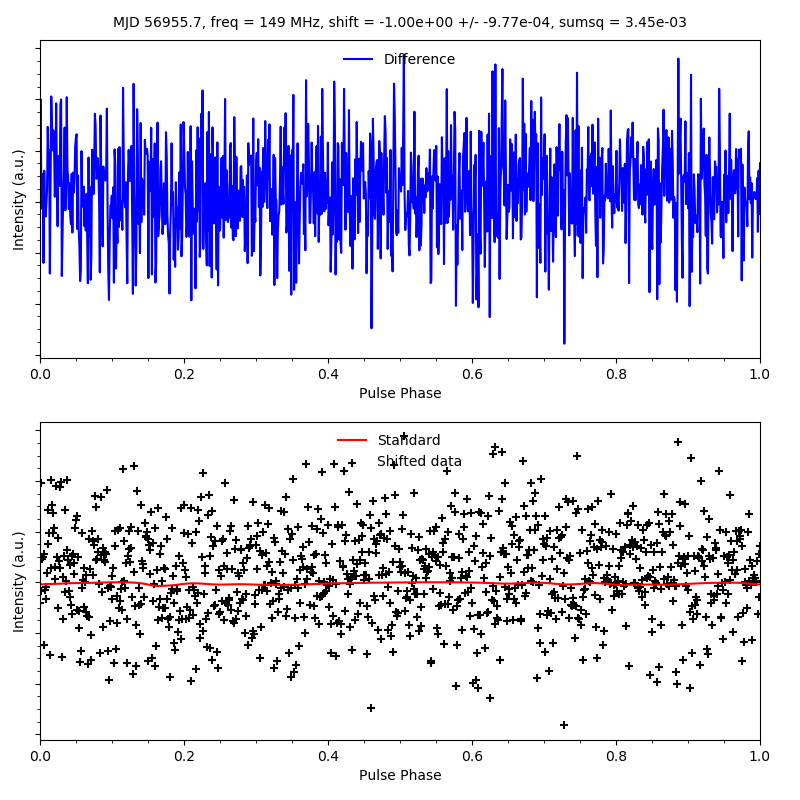 MJD 56955.7, freq = 149 MHz, shift = -1.00e+00 +/- -9.77e-04, sumsq = 3.45e-03
Difference
Intensity (a.u.)
0.0 0.2 0.4 0.6 0.8 1.0
Pulse Phase
Standard
Shifted data
Intensity (a.u.)
0.0 0.2 0.4 0.6 0.8 1.0
Pulse Phase